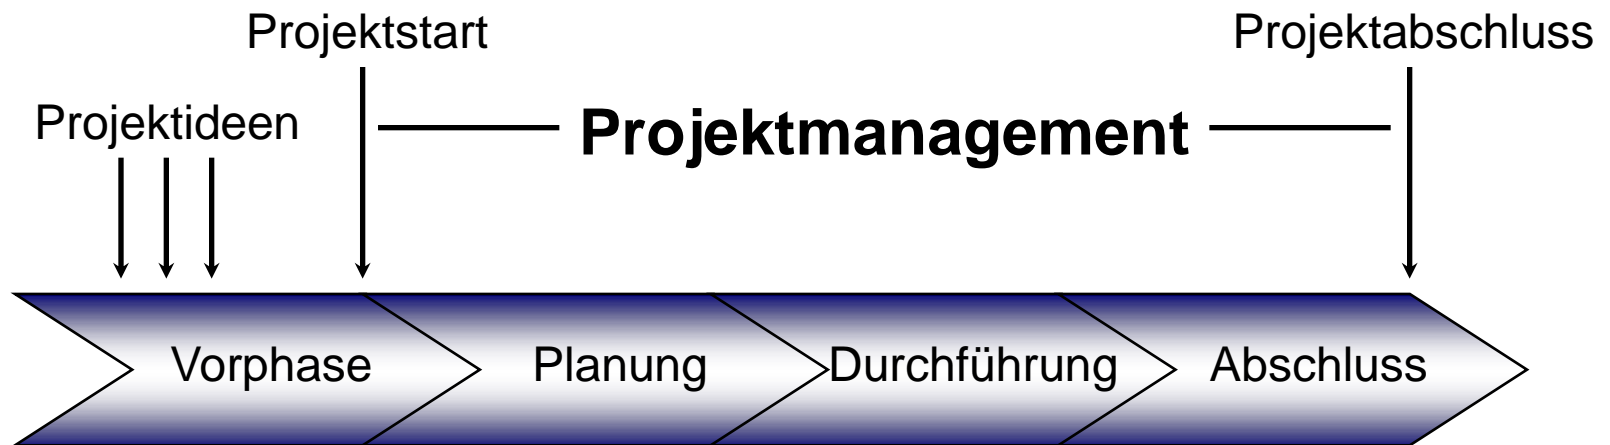 Projektstart
Projektabschluss
Projektideen
Projektmanagement
Vorphase
Planung
Durchführung
Abschluss